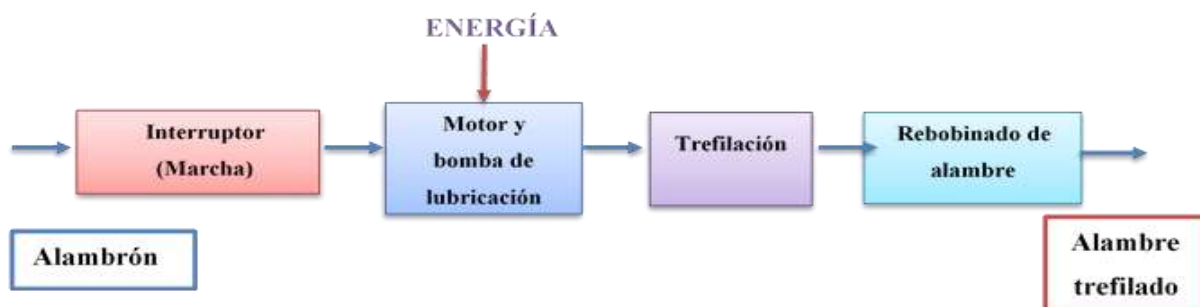 ENERGÍA
Interruptor
(Marcha)
Motor y
bomba de
lubricación
Trefilación
Rebobinado de
alambre
Alambrón
Alambre
trefilado